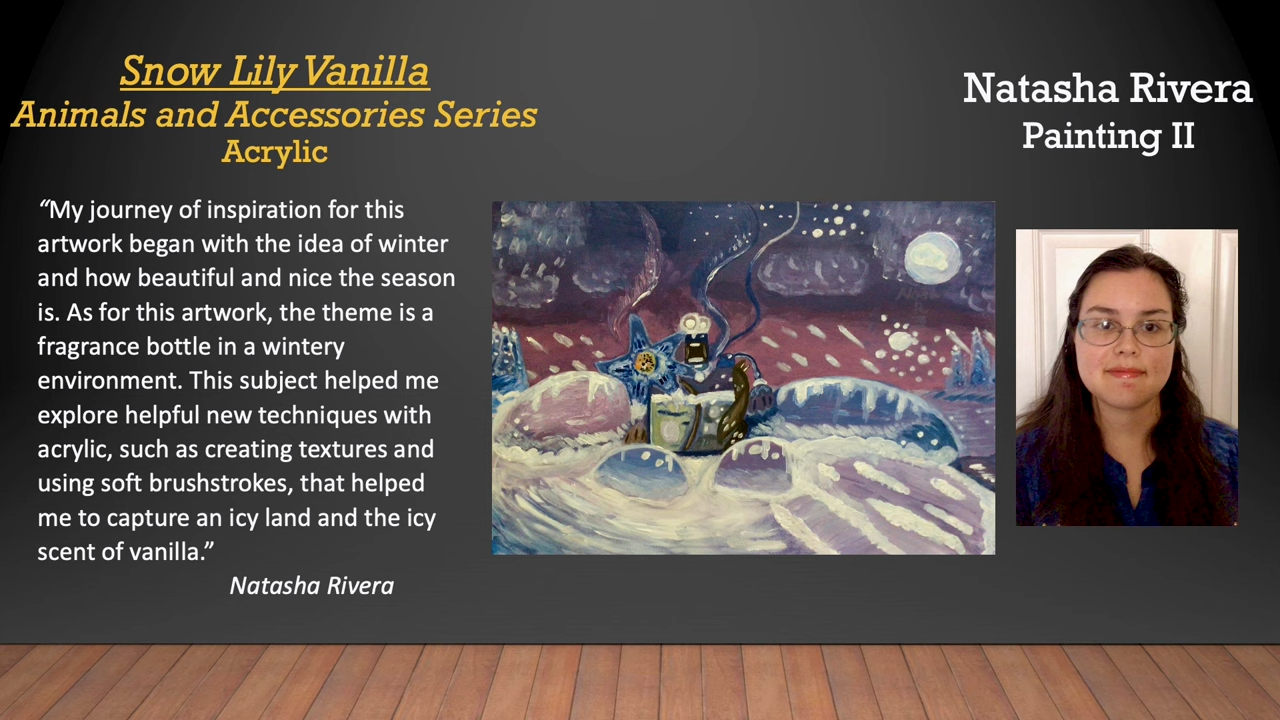 Snow Lily Vanilla
Animals and Accessories Series
Acrylic
Natasha Rivera
Painting II
“My journey of inspiration for this
artwork began with the idea of winter
and how beautiful and nice the season
is. As for this artwork, the theme is a
fragrance bottle in a wintery
environment. This subject helped me
explore helpful new techniques with
acrylic, such as creating textures and
using soft brushstrokes, that helped
me to capture an icy land and the icy
scent of vanilla.”
Natasha Rivera